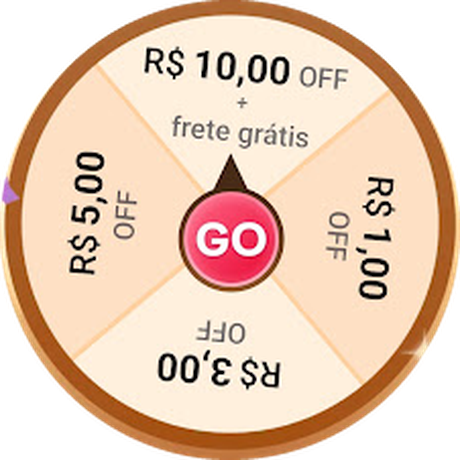 R$ 10,00 OFF
+
frete grátis
R$ 5,00
OFF
R$ 1,00
OFF
GO
R$ 3,00
OFF